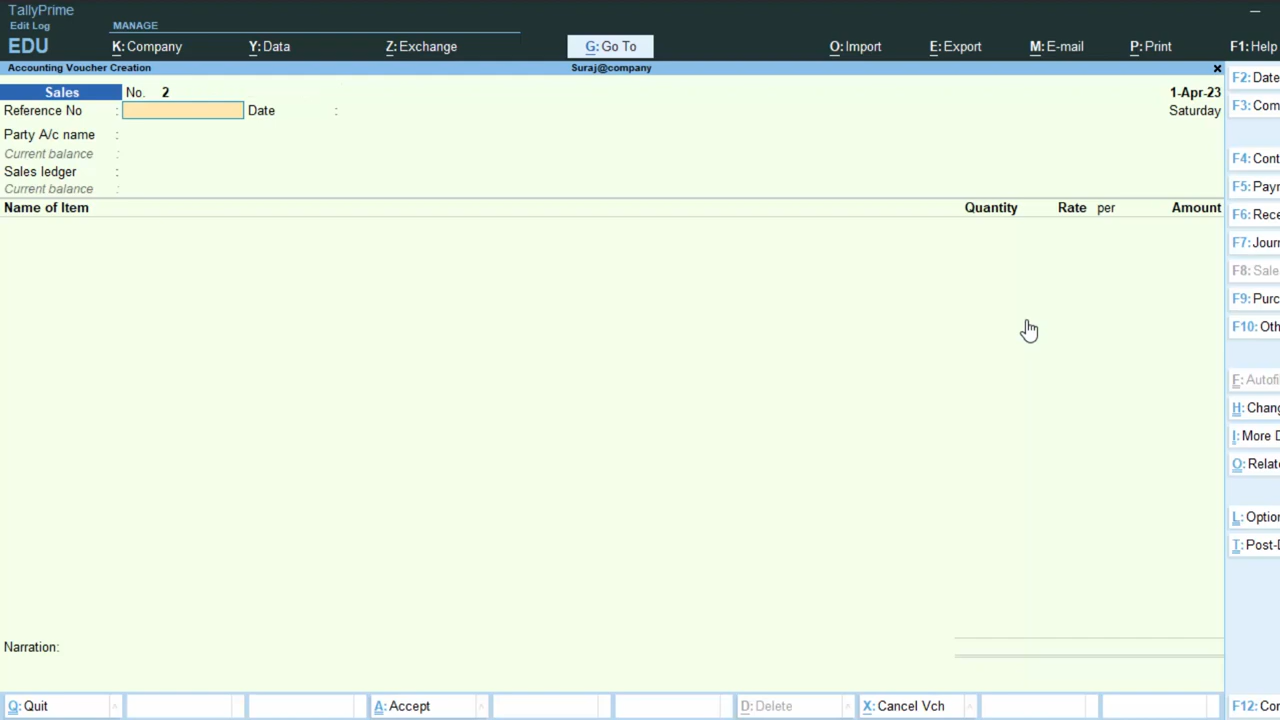 TallyPrime
Edit Log
MANAGE
EDU
K: Company
Y: Data
Z: Exchange
G: Go To
O: Import
E: Export
M: E-mail
P: Print
F1: Help
Accounting Voucher Creation
Suraj@company
Sales No. 2
1-Apr-23
Reference No :
Date :
Saturday
Party A/c name :
Current balance :
Sales ledger :
Current balance :
Name of Item
Quantity
Rate per
Amount
Narration:
F2: Date
F3: Com
F4: Cont
F5: Payr
F6: Rece
F7: Jour
F8: Sale
F9: Purc
F10: Oth
F: Autofi
H: Chang
I: More D
O: Relate
L: Option
T: Post-D
Q: Quit
A: Accept
D: Delete
X: Cancel Vch
F12: Con